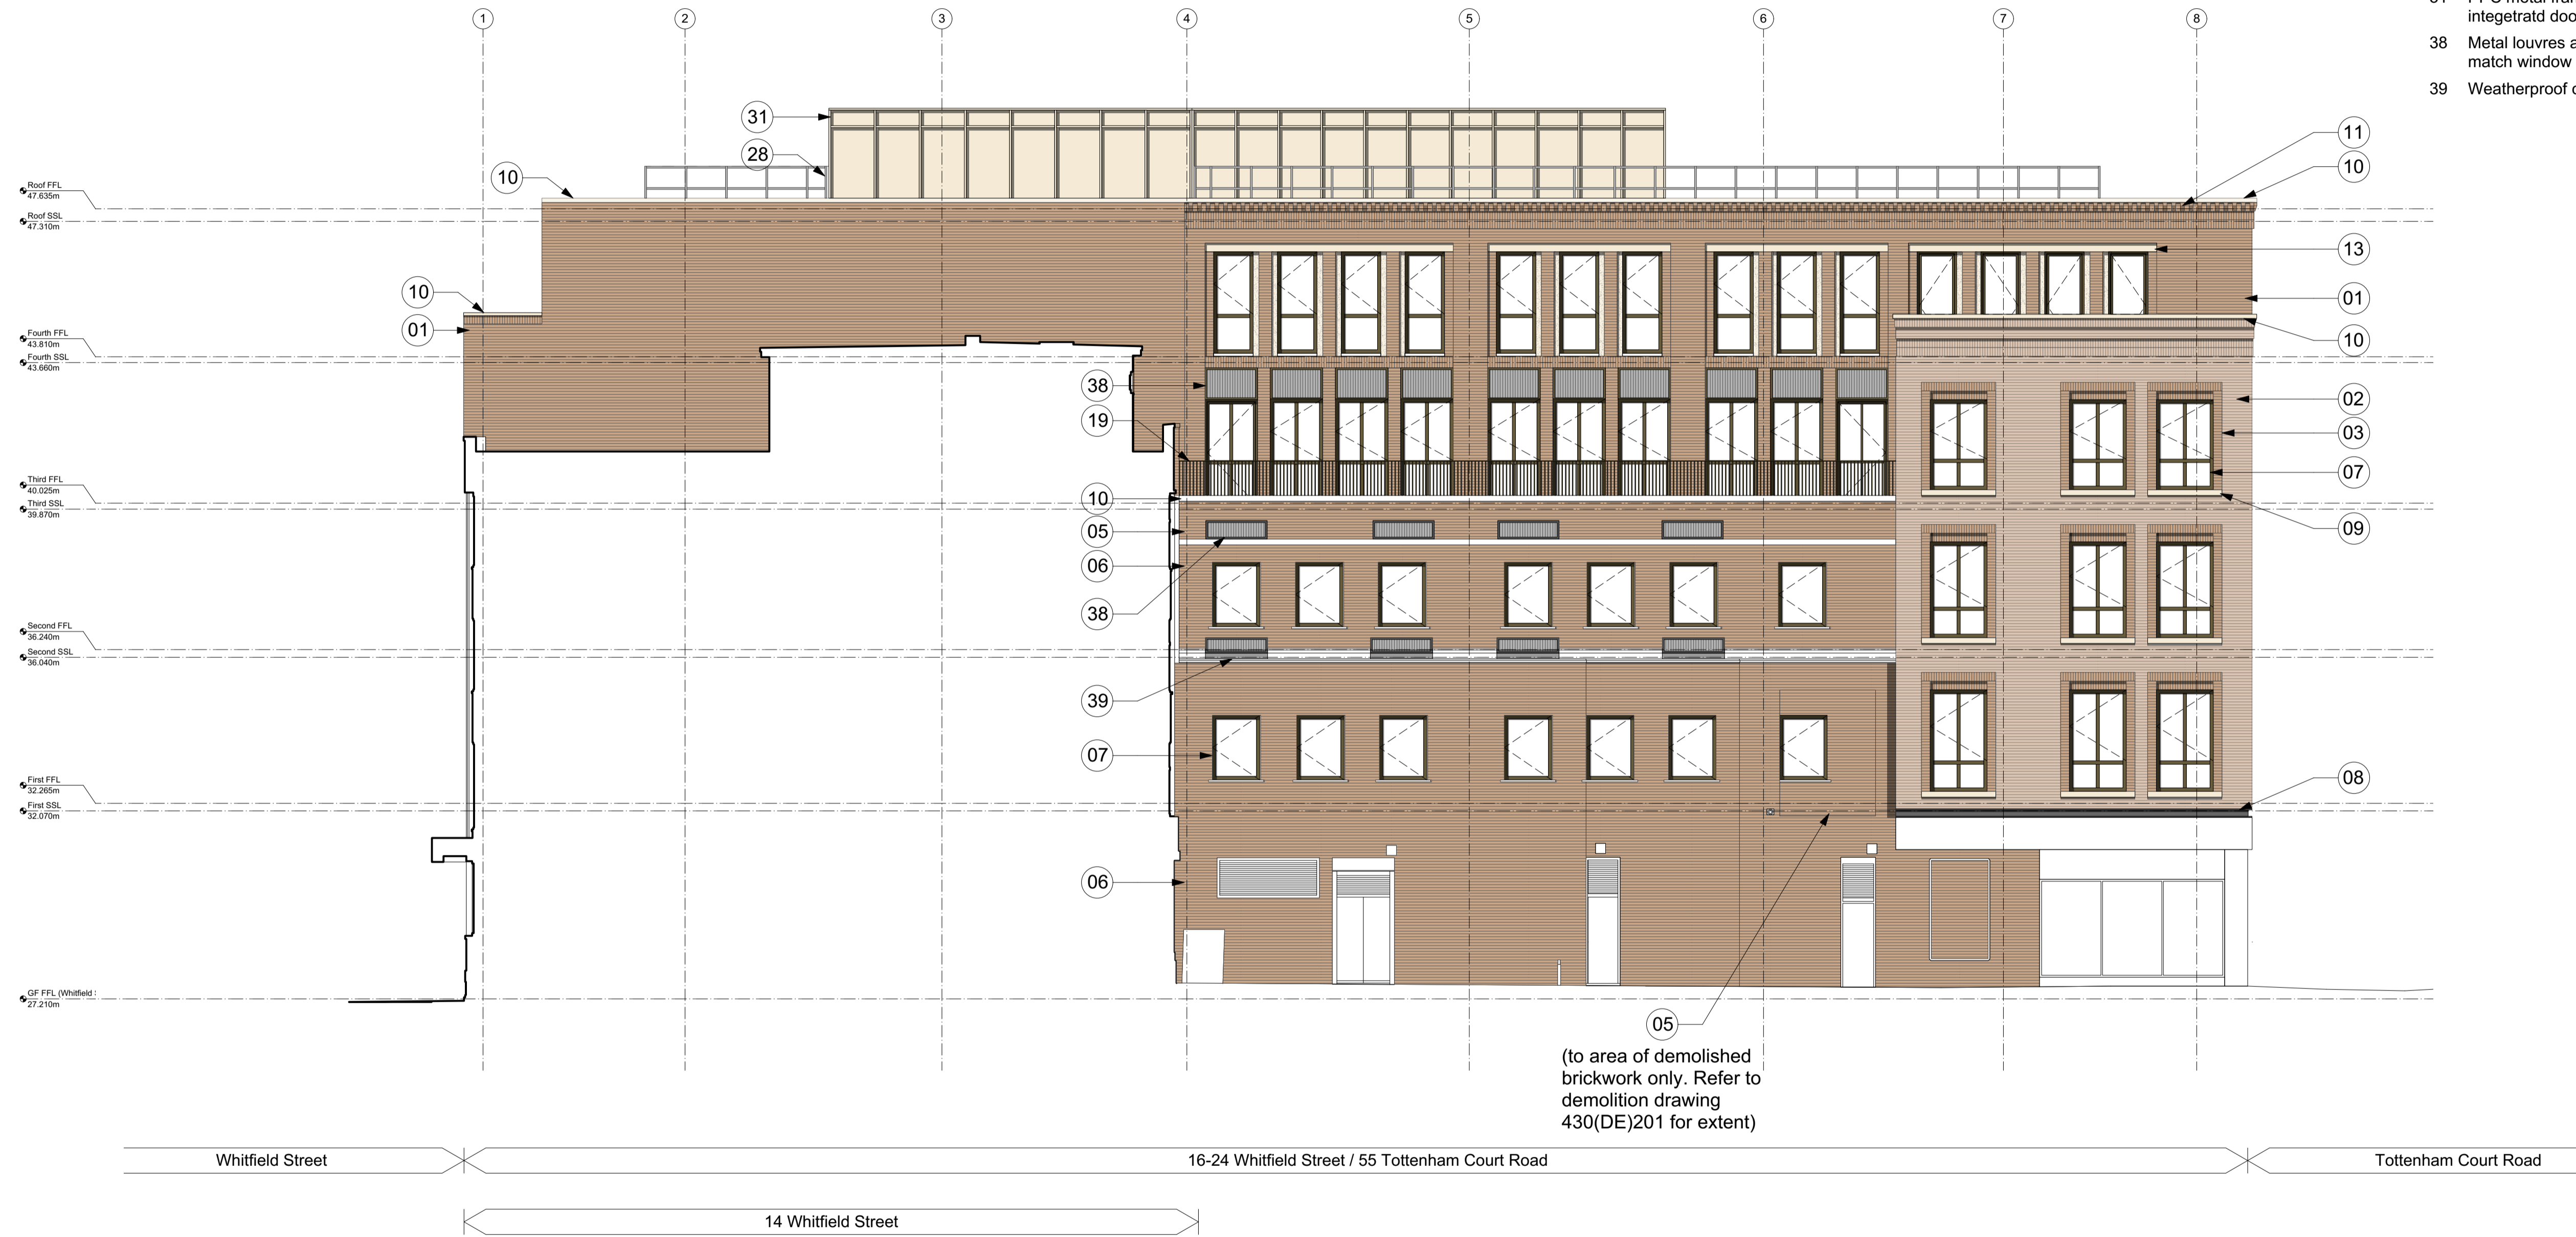 1
2
3
4
5
6
7
8
integetratd
38 Metal louvres
match window
39 Weatherproof
31
28
10
11
10
Roof FFL
47.635m
Roof SSL
47.310m
13
10
01
01
Fourth FFL
43.810m
10
Fourth SSL
43.660m
38
02
19
03
07
Third FFL
40.025m
10
Third SSL
39.870m
05
09
06
38
Second FFL
36.240m
Second SSL
36.040m
39
07
First FFL
32.265m
08
First SSL
32.070m
06
GF FFL (Whitfield
27.210m
05
(to area of demolished
brickwork only. Refer to
demolition drawing
430(DE)201 for extent)
Whitfield Street
16-24 Whitfield Street / 55 Tottenham Court Road
Tottenham Court Road
14 Whitfield Street